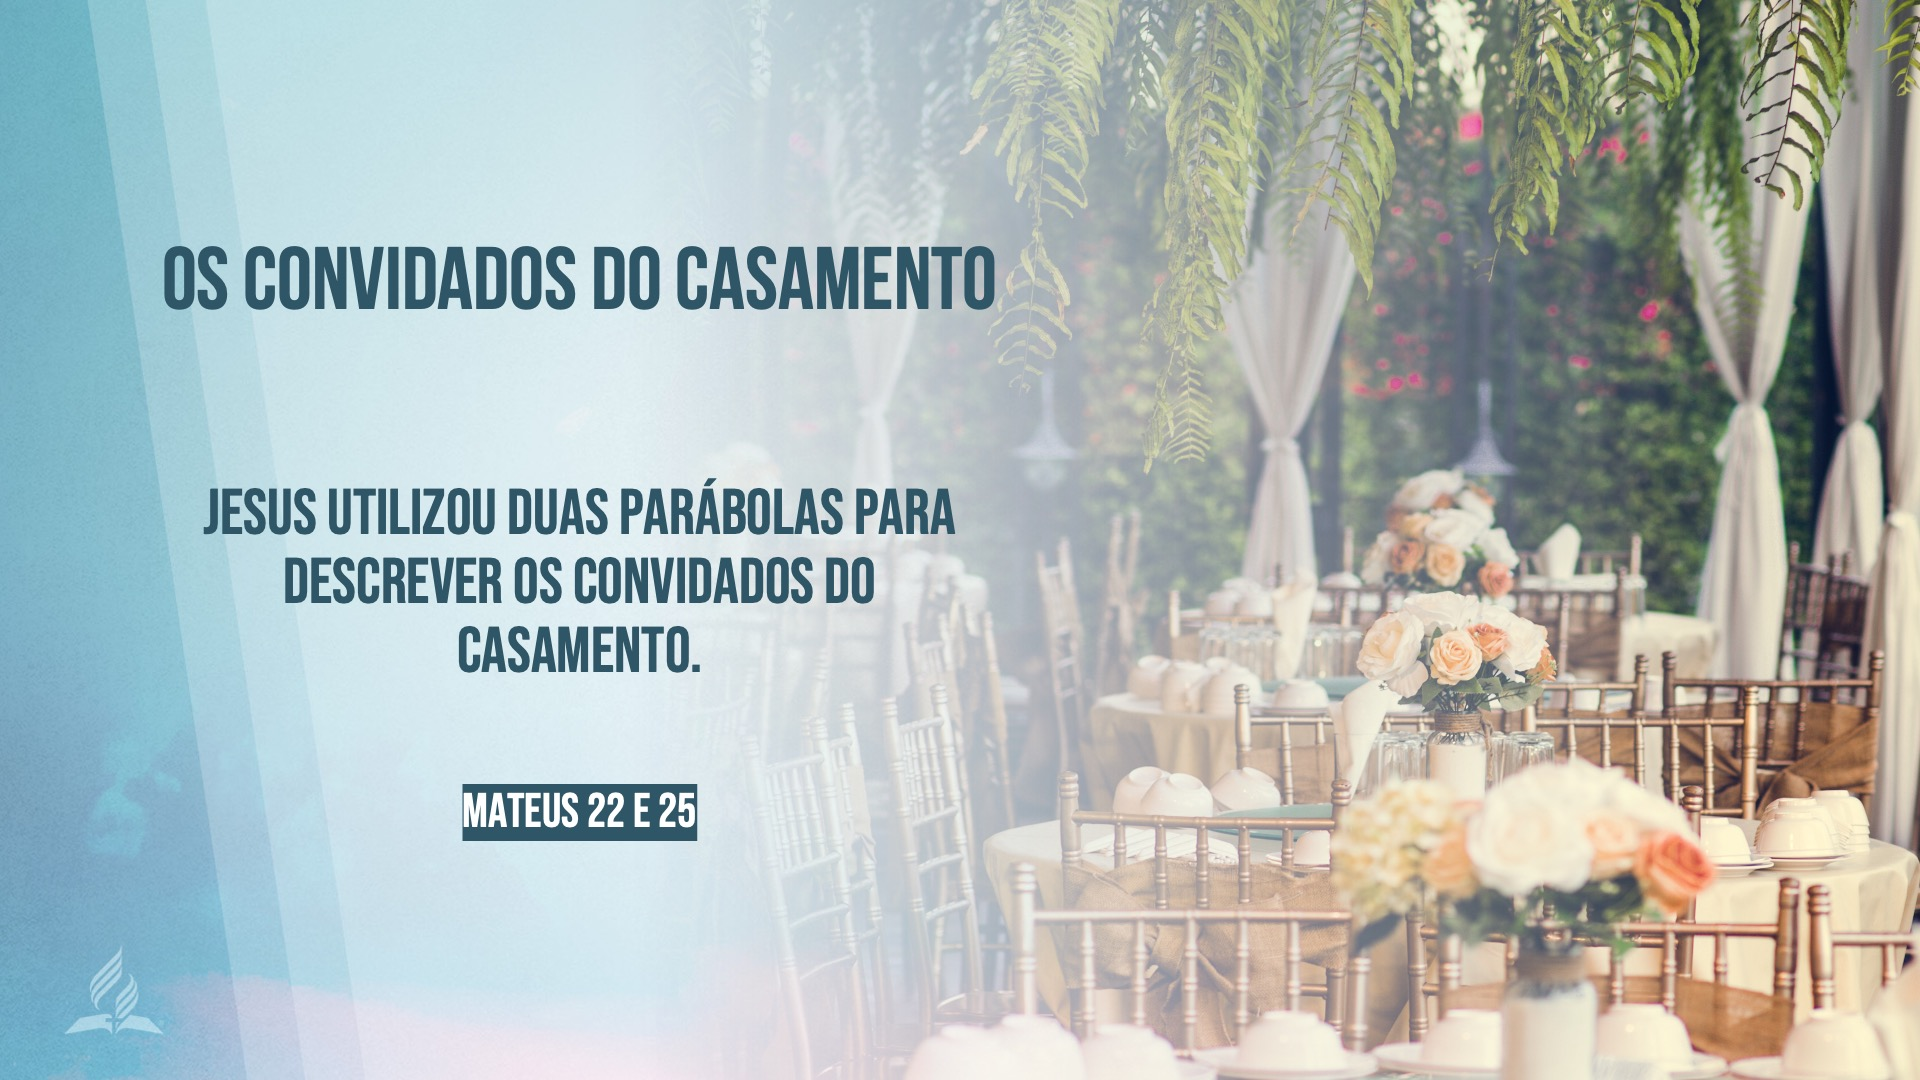 OS CONVIDADOS DO CASAMENTO
JESUS UTILIZOU DUAS PARÁBOLAS PARA
DESCREVER OS CONVIDADOS DO
CASAMENTO.
MATEUS 22 E 25